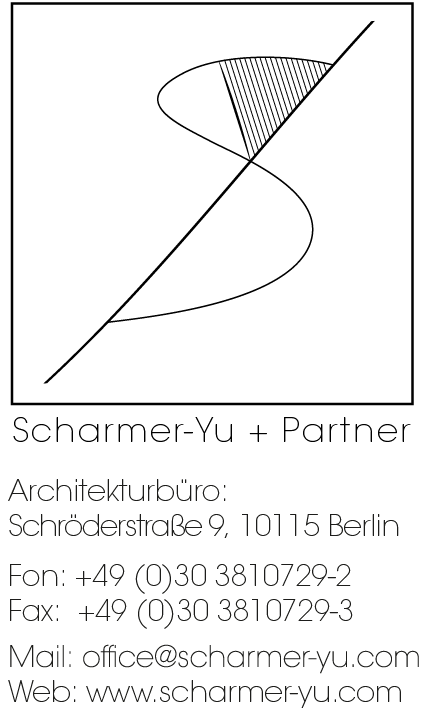 Scharmer-Yu + Partner
Architekturbüro:
Schröderstraße 9, 10115 Berlin
Fon: +49 (0)30 3810729-2
Fax: +49 (0)30 3810729-3
Mail: office@scharmer-yu.com
Web: www.scharmer-yu.com